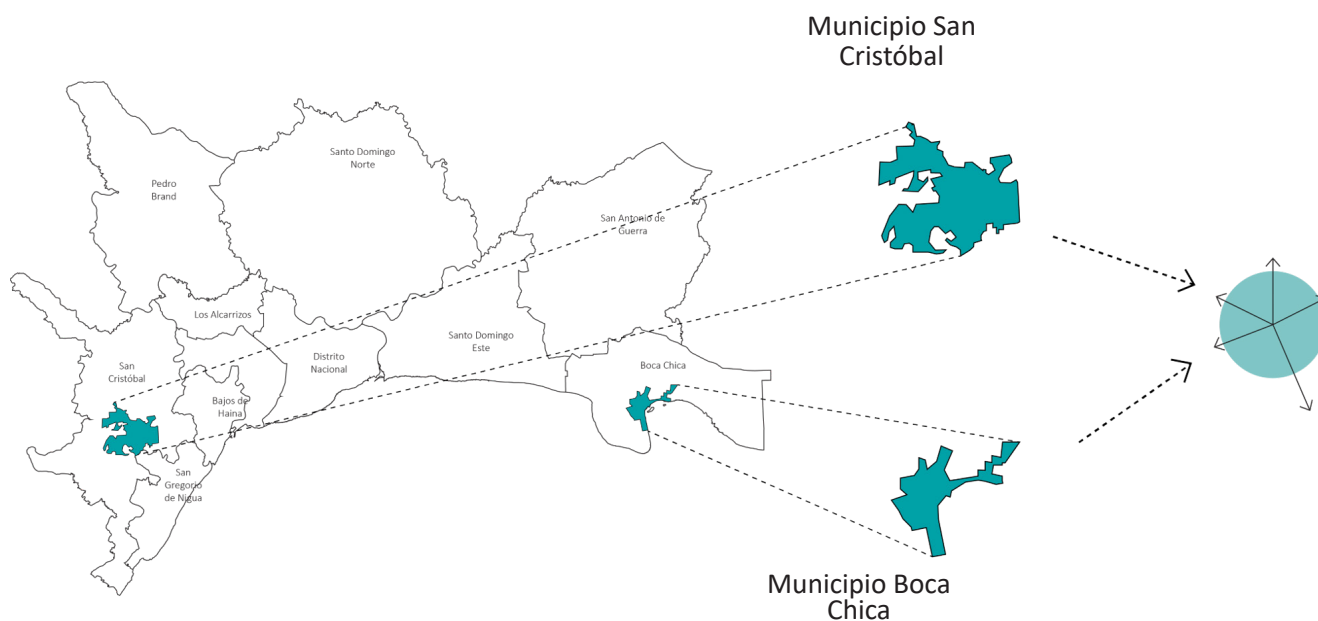 Municipio San
Cristóbal
Santo Domingo
Norte
Pedro
Brand
San Antonio de
Guerra
Los Alcarrizos
Santo Domingo
Este
Distrito
Nacional
San
Cristóbal
Boca Chica
Bajos de
Haina
San
Gregorio
de Nigua
Municipio Boca
Chica